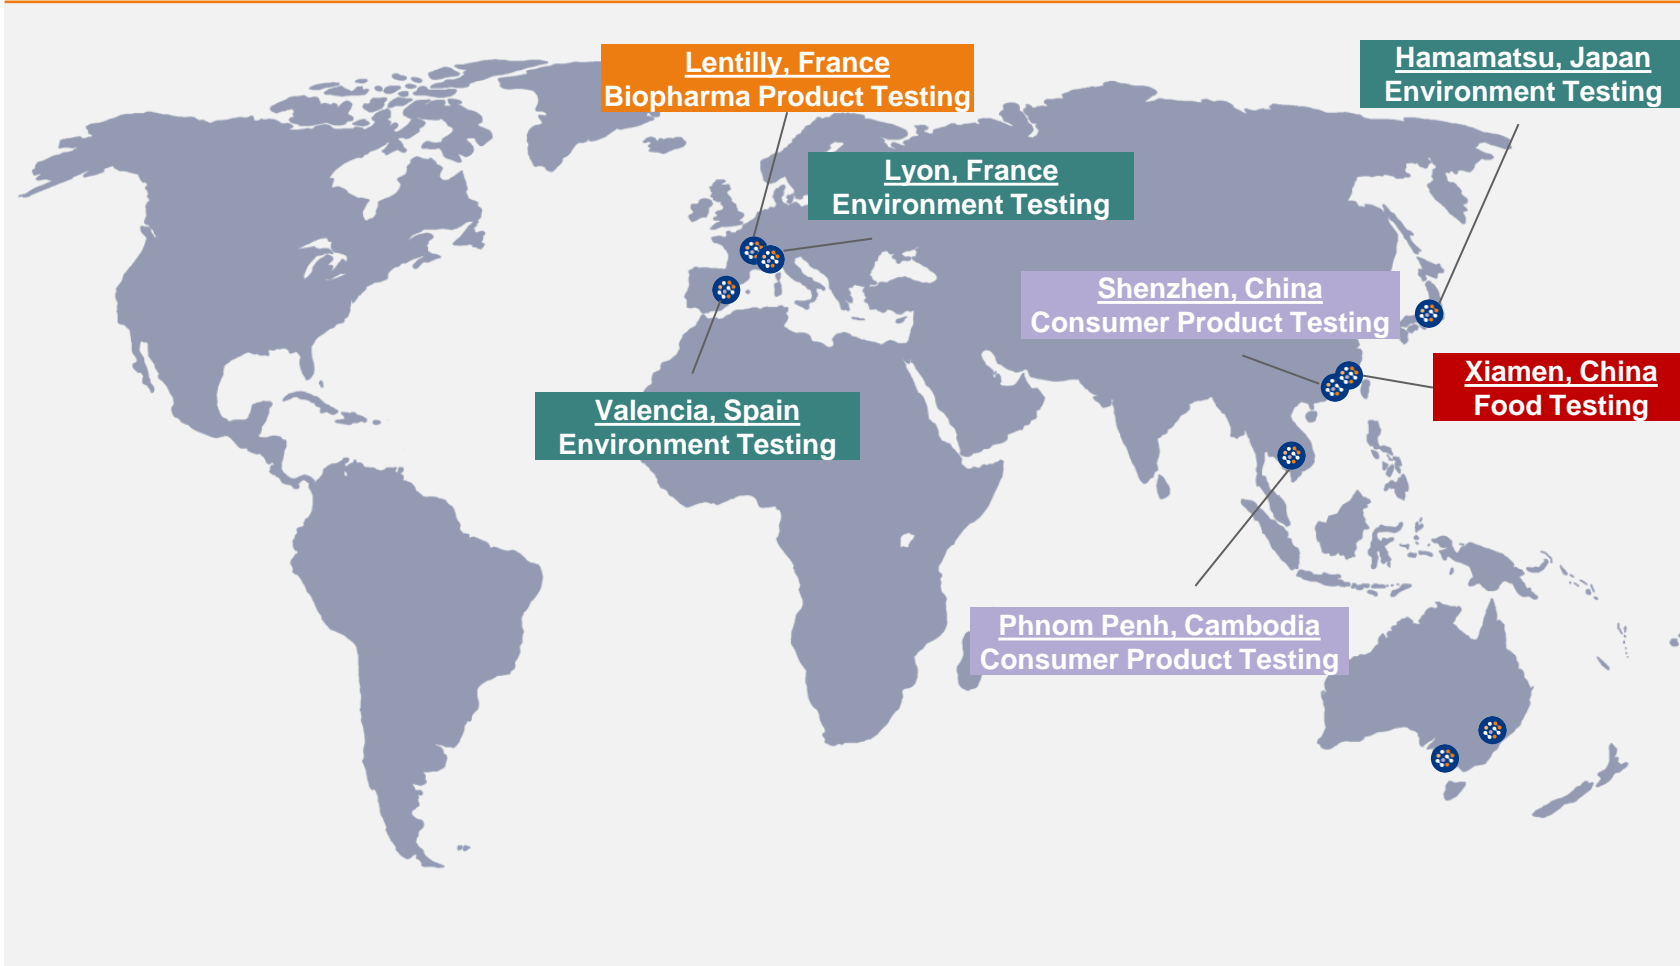 Lentilly, France
Biopharma Product Testing
Hamamatsu, Japan
Environment Testing
Lyon, France
Environment Testing
Shenzhen, China
Consumer Product Testing
Xiamen, China
Food Testing
Valencia, Spain
Environment Testing
Phnom Penh, Cambodia
Consumer Product Testing